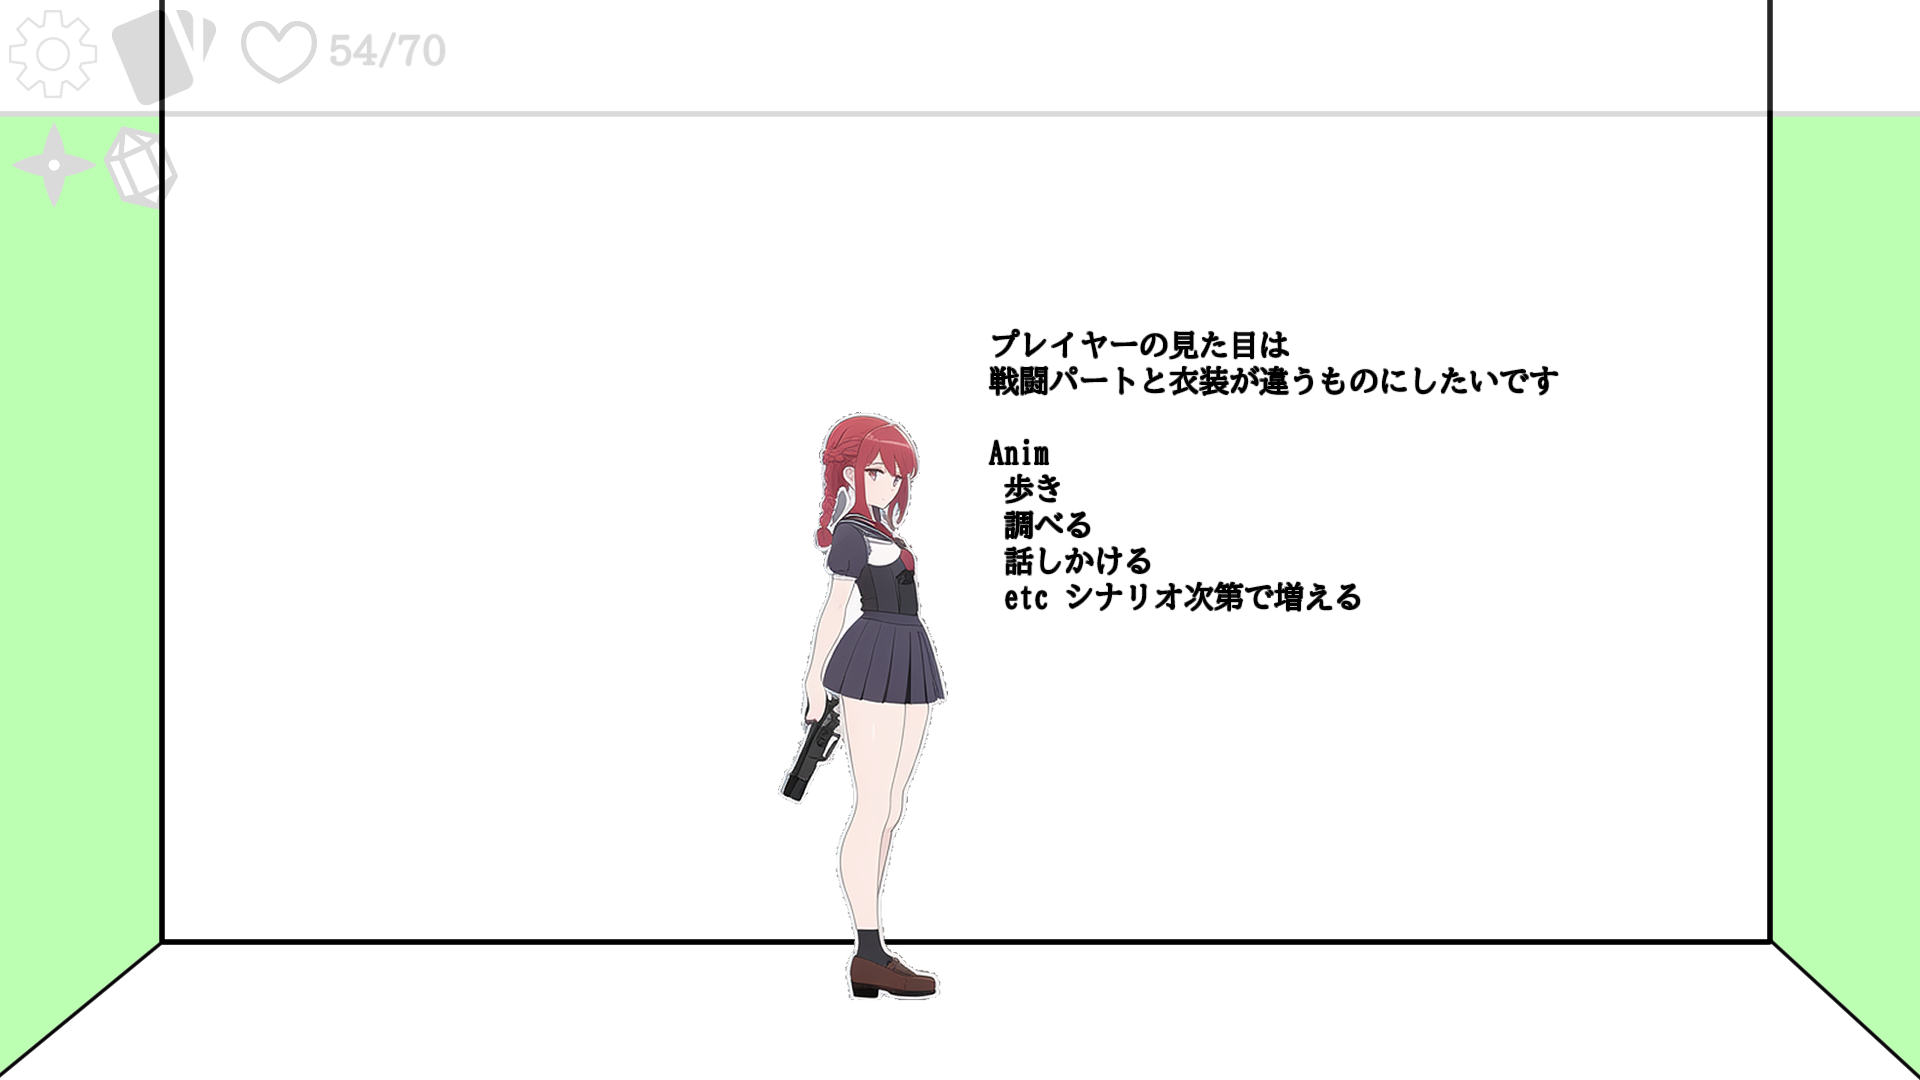 54/70
プレイヤーの見た目は
戦闘パートと衣装が違うものにしたいです
Anim
歩き
調べる
話しかける
etc シナリオ次第で増える